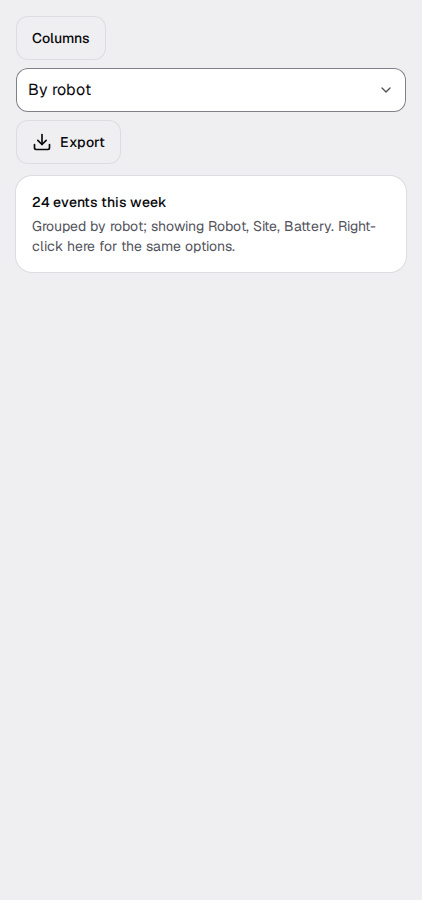 Columns
By robot
Export
24 events this week
Grouped by robot; showing Robot, Site, Battery. Right-
click here for the same options.